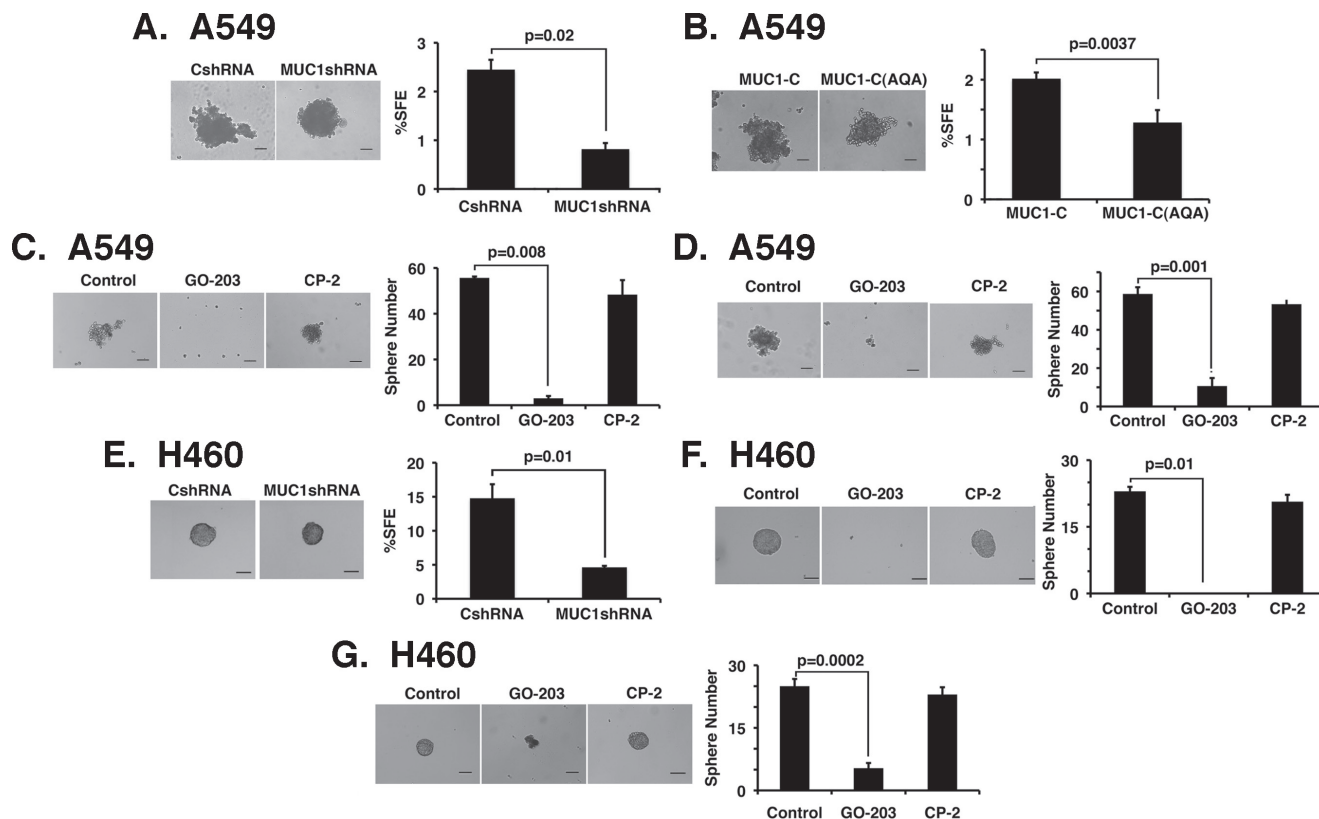 A. A549
CshRNA MUC1shRNA
%SFE
3
2
1
0
p=0.02
CshRNA MUC1shRNA
B. A549
MUC1-C MUC1-C(AQA)
%SFE
2
1
0
p=0.0037
MUC1-C MUC1-C(AQA)
C. A549
Control GO-203 CP-2
Sphere Number
60
40
20
0
p=0.008
Control GO-203 CP-2
D. A549
Control GO-203 CP-2
Sphere Number
60
40
20
0
p=0.001
Control GO-203 CP-2
E. H460
CshRNA MUC1shRNA
%SFE
20
15
10
5
0
p=0.01
CshRNA MUC1shRNA
F. H460
Control GO-203 CP-2
Sphere Number
30
15
0
p=0.01
Control GO-203 CP-2
G. H460
Control GO-203 CP-2
Sphere Number
30
15
0
p=0.0002
Control GO-203 CP-2